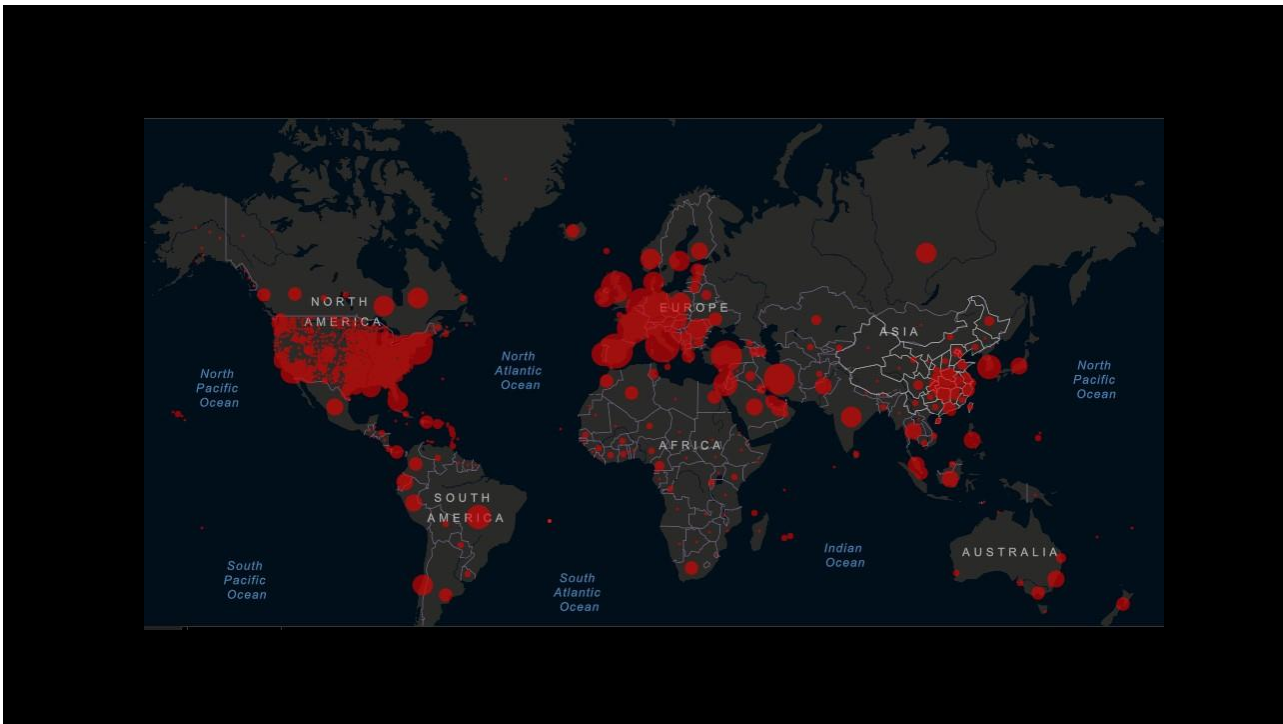 NORTH
AMERICA
EUROPE
ASIA
North
Atlantic
Ocean
North
Pacific
Ocean
North
Pacific
Ocean
AFRICA
SOUTH
AMERICA
Indian
Ocean
AUSTRALIA
South
Pacific
Ocean
South
Atlantic
Ocean